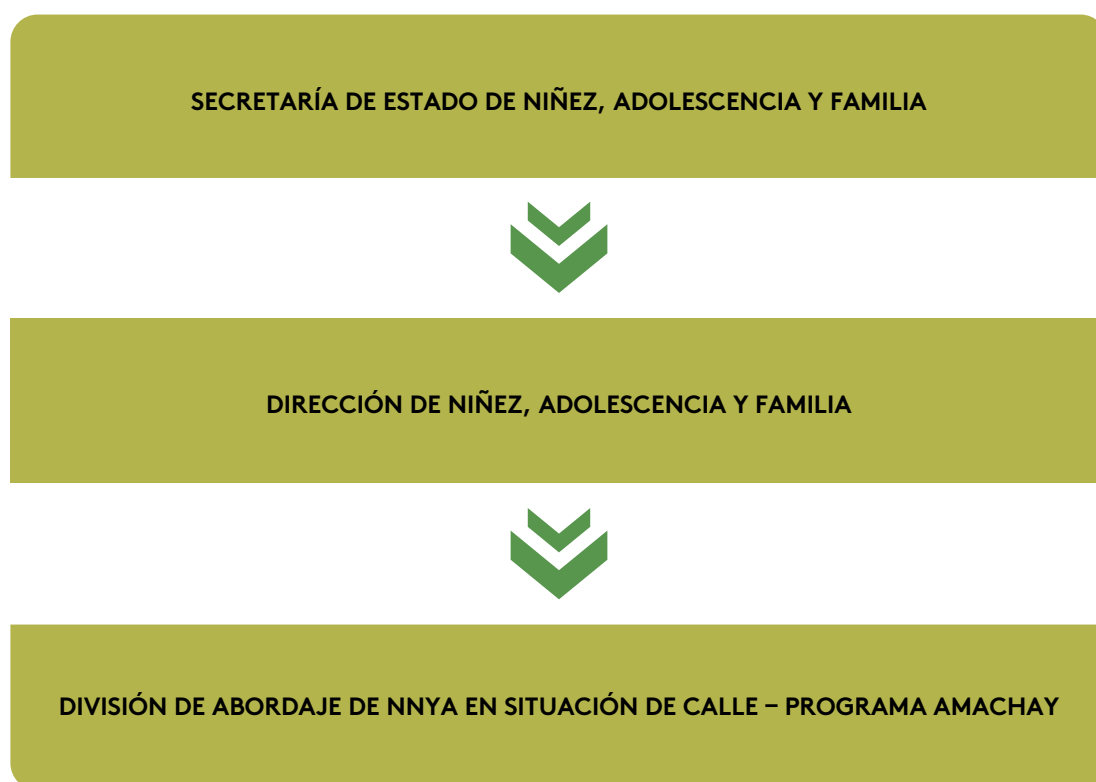 SECRETARÍA DE ESTADO DE NIÑEZ, ADOLESCENCIA Y FAMILIA
DIRECCIÓN DE NIÑEZ, ADOLESCENCIA Y FAMILIA
DIVISIÓN DE ABORDAJE DE NNYA EN SITUACIÓN DE CALLE – PROGRAMA AMACHAY